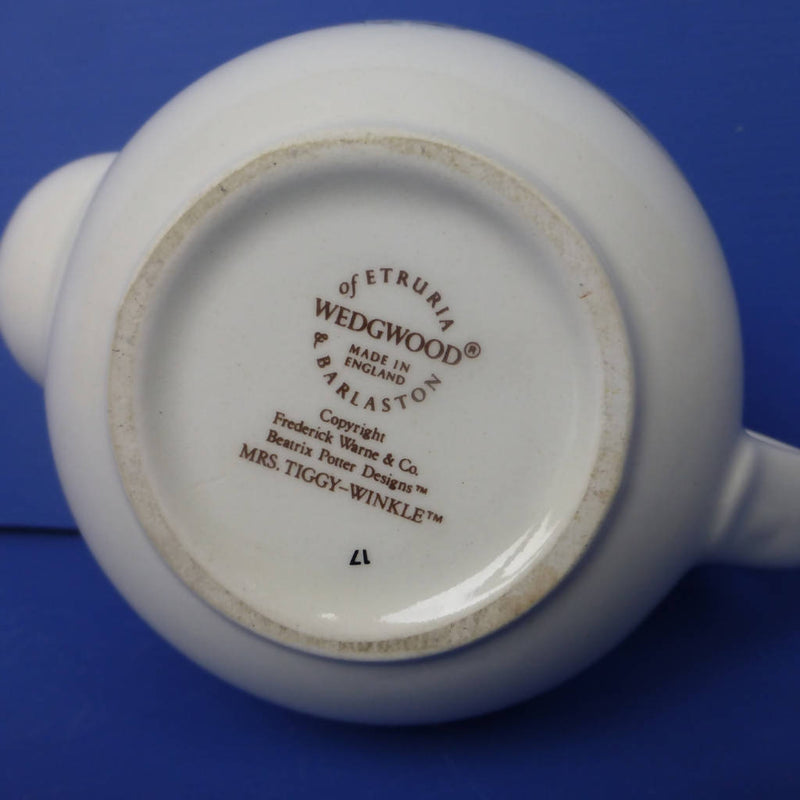 of ETRURIA
WEDGWOOD®
MADE IN
ENGLAND
& BARLASTON
Copyright
Frederick Warne & Co.
Beatrix Potter Designs™
MRS. TIGGY-WINKLE™
17